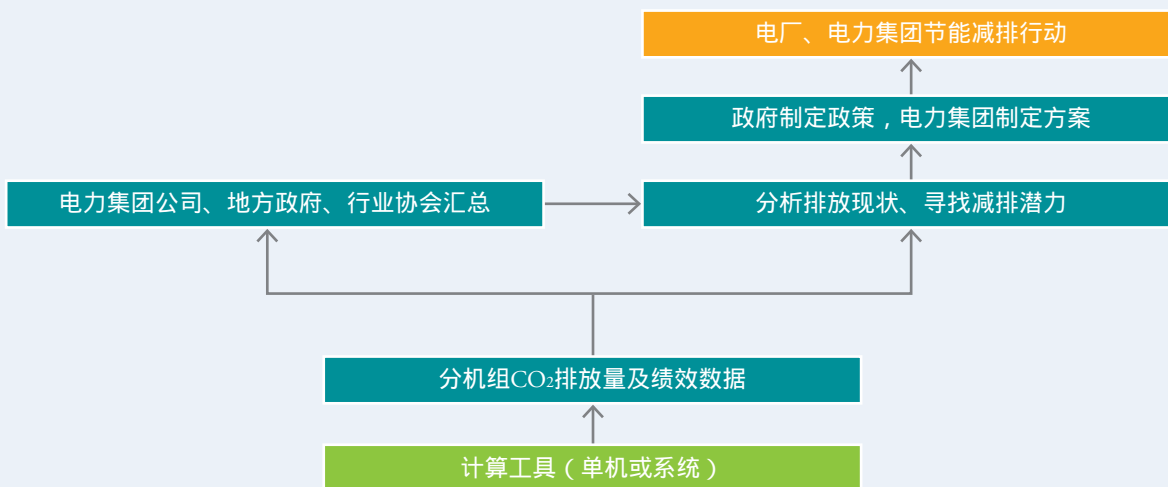 电厂、电力集团节能减排行动
政府制定政策，电力集团制定方案
电力集团公司、地方政府、行业协会汇总
分析排放现状、寻找减排潜力
分机组CO₂排放量及绩效数据
计算工具（单机或系统）